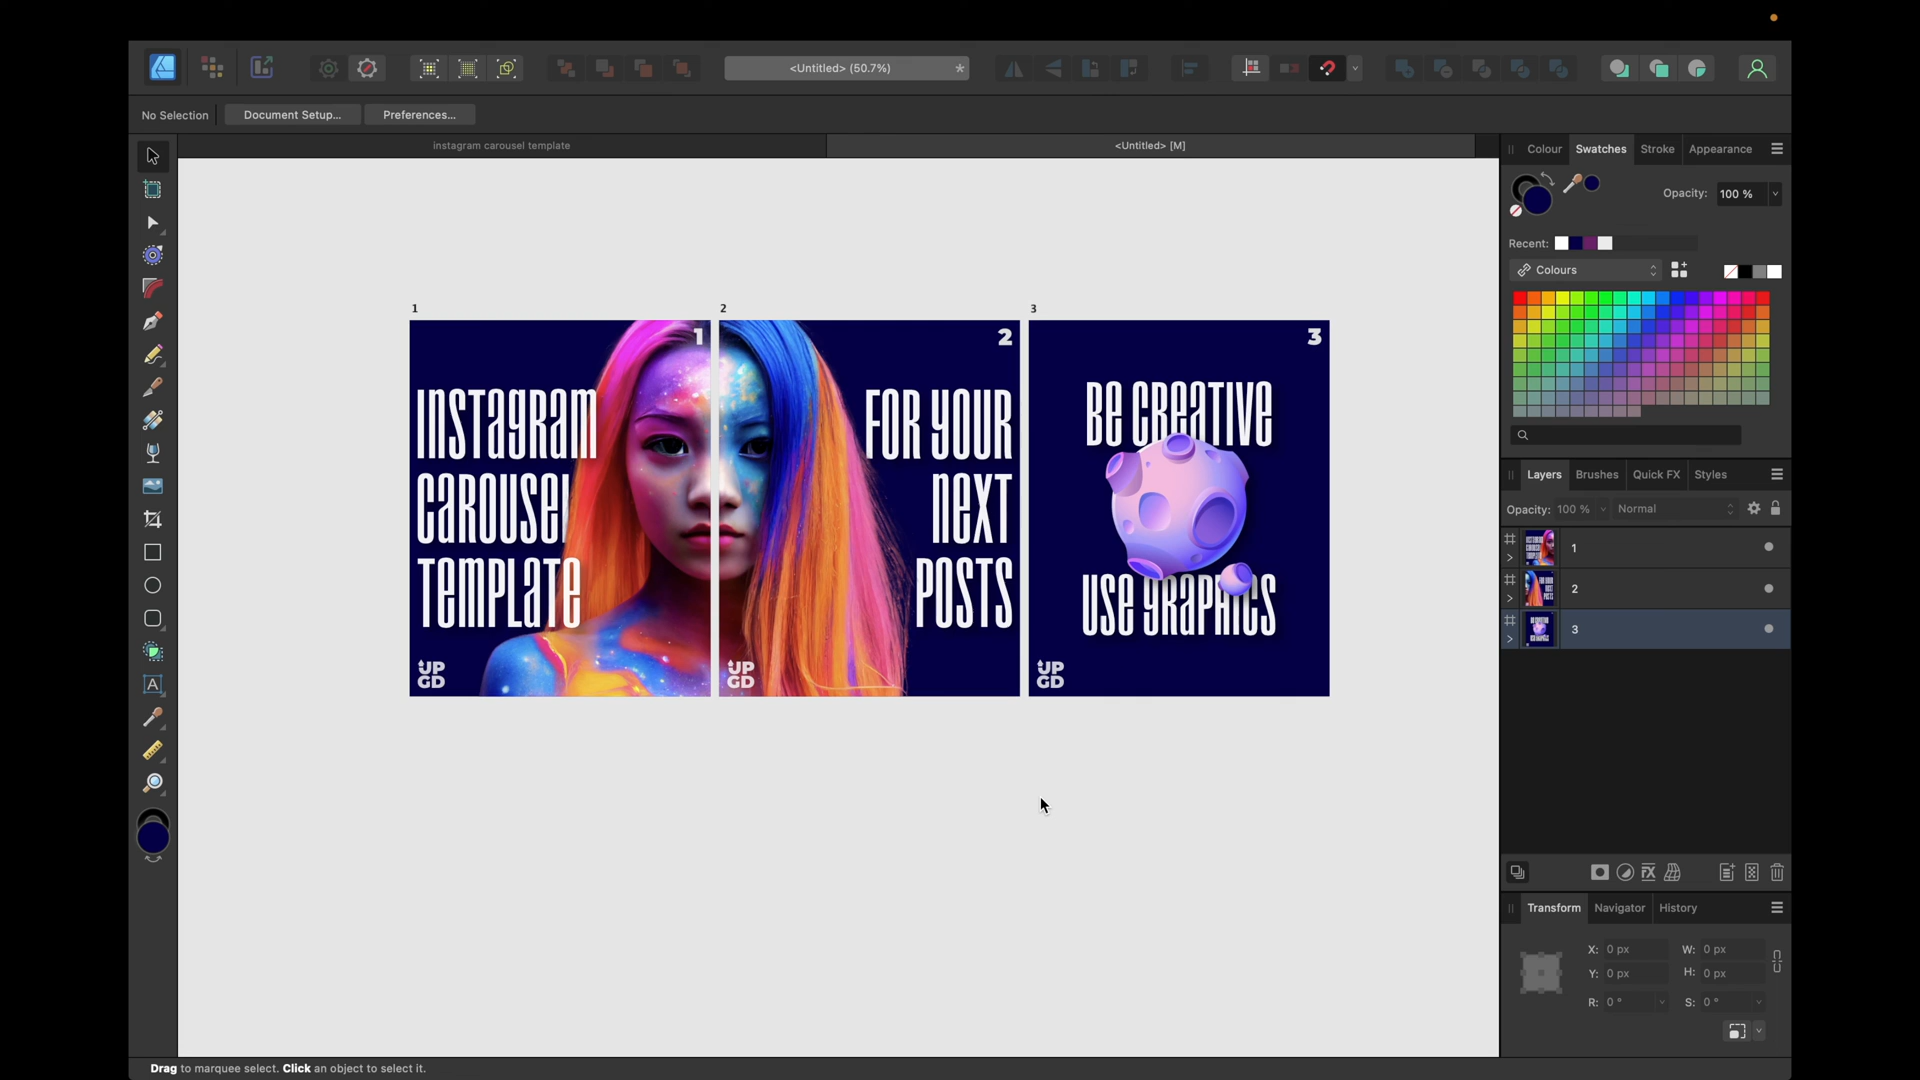 <Untitled> (50.7%)
*
No Selection
Document Setup...
Preferences...
instagram carousel template
<Untitled> [M]
Colour
Swatches
Stroke
Appearance
Opacity:
100 %
Recent:
Colours
1
2
3
1
2
3
INSTAGRAM
CAROUSEL
TEMPLATE
FOR YOUR
NEXT
POSTS
BE CREATIVE
USE GRAPHICS
UP
GD
UP
GD
UP
GD
Layers
Brushes
Quick FX
Styles
Opacity: 100 %
Normal
1
2
3
FX
A
Transform
Navigator
History
X: 0 px
W: 0 px
Y: 0 px
H: 0 px
R: 0 °
S: 0 °
Drag to marquee select. Click an object to select it.